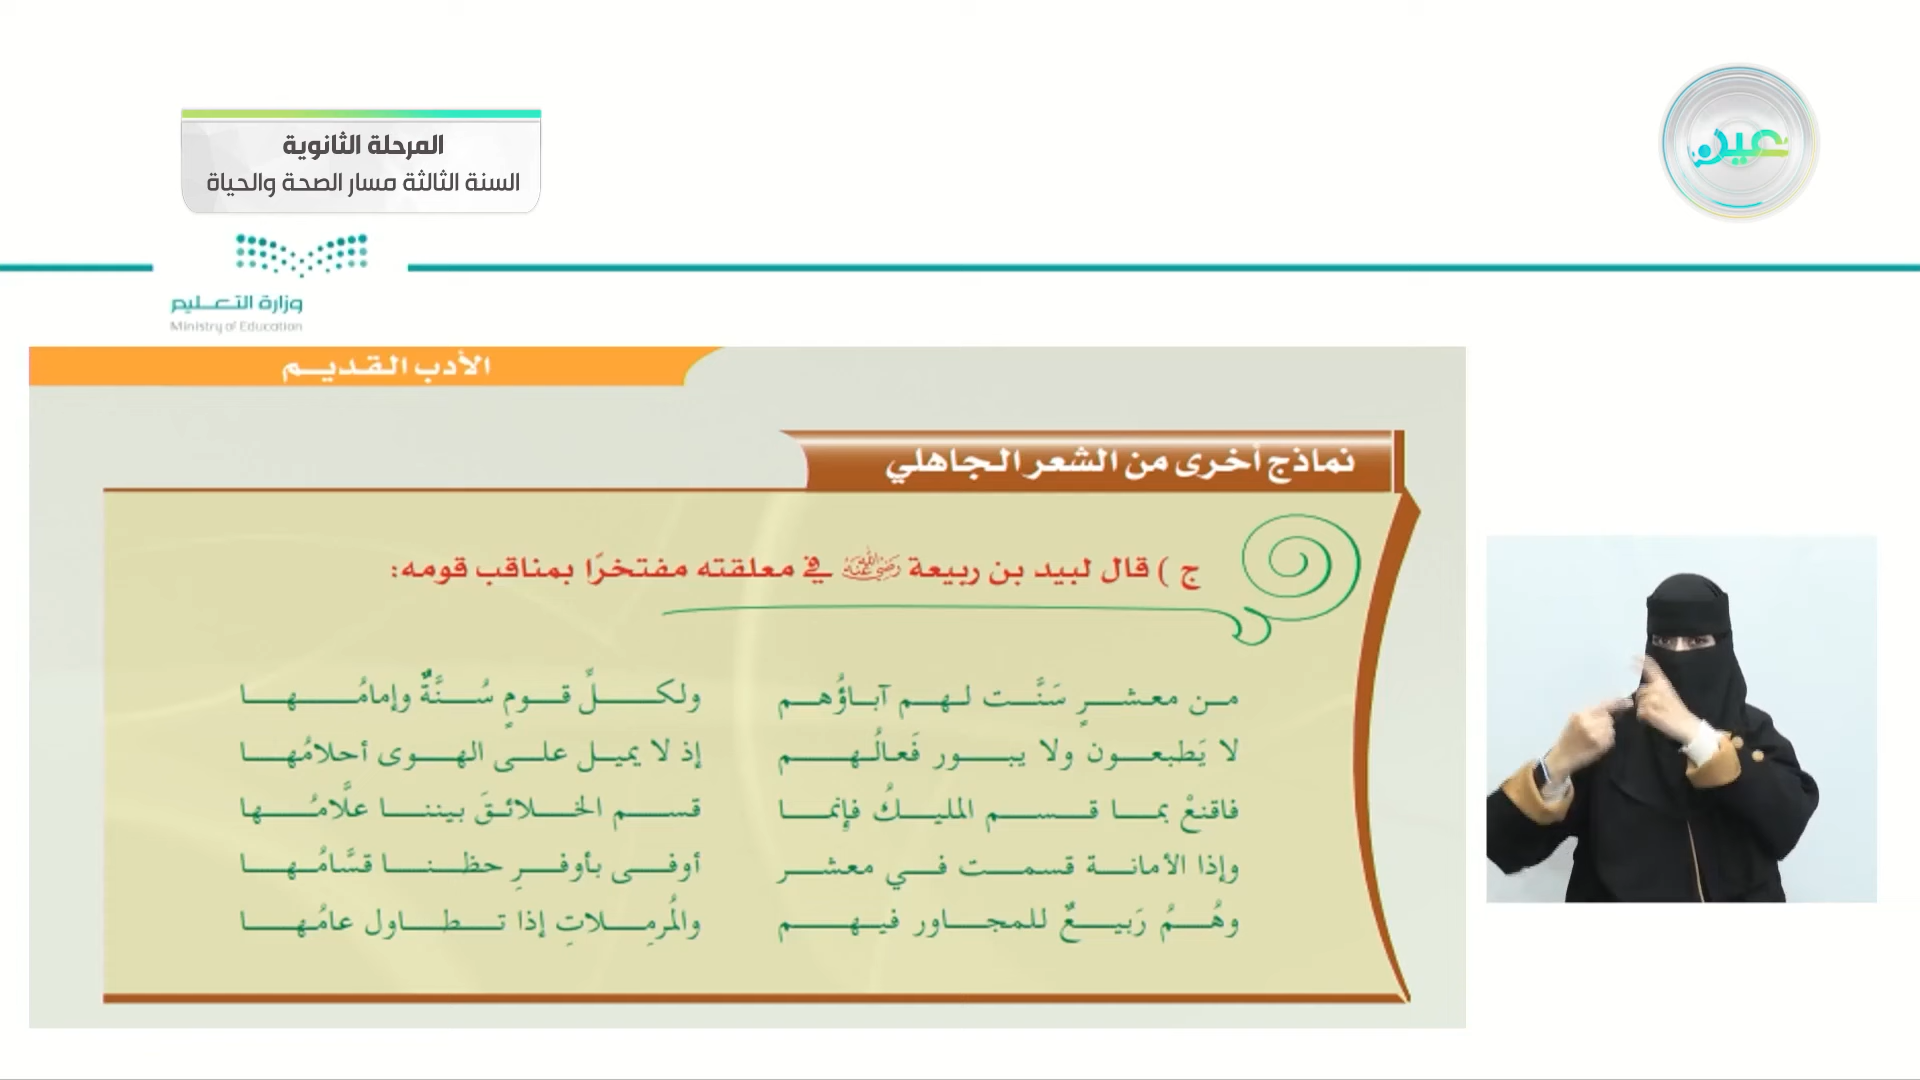 المرحلة الثانوية
السنة الثالثة مسار الصحة والحياة
عين
وزارة التعليم
Ministry of Education
الأدب القديم
نماذج أخرى من الشعر الجاهلي
ج ) قال لبيد بن ربيعة رضي الله عنه في معلقته مفتخرًا بمناقب قومه:
من معشرٍ سَنَّت لهم آباؤُهم ولكلِّ قومٍ سُنَّةٌ وإمامُها
لا يَطبعون ولا يبور فَعالُهم إذ لا يميل على الهوى أحلامُها
فاقنعْ بما قسم المليكُ فإنما قسم الخلائقَ بيننا علَّامُها
وإذا الأمانة قسمت في معشر أوفى بأوفرِ حظنا قسَّامُها
وهُمُ رَبيعٌ للمجاور فيهم والمُرمِلاتِ إذا تطاول عامُها